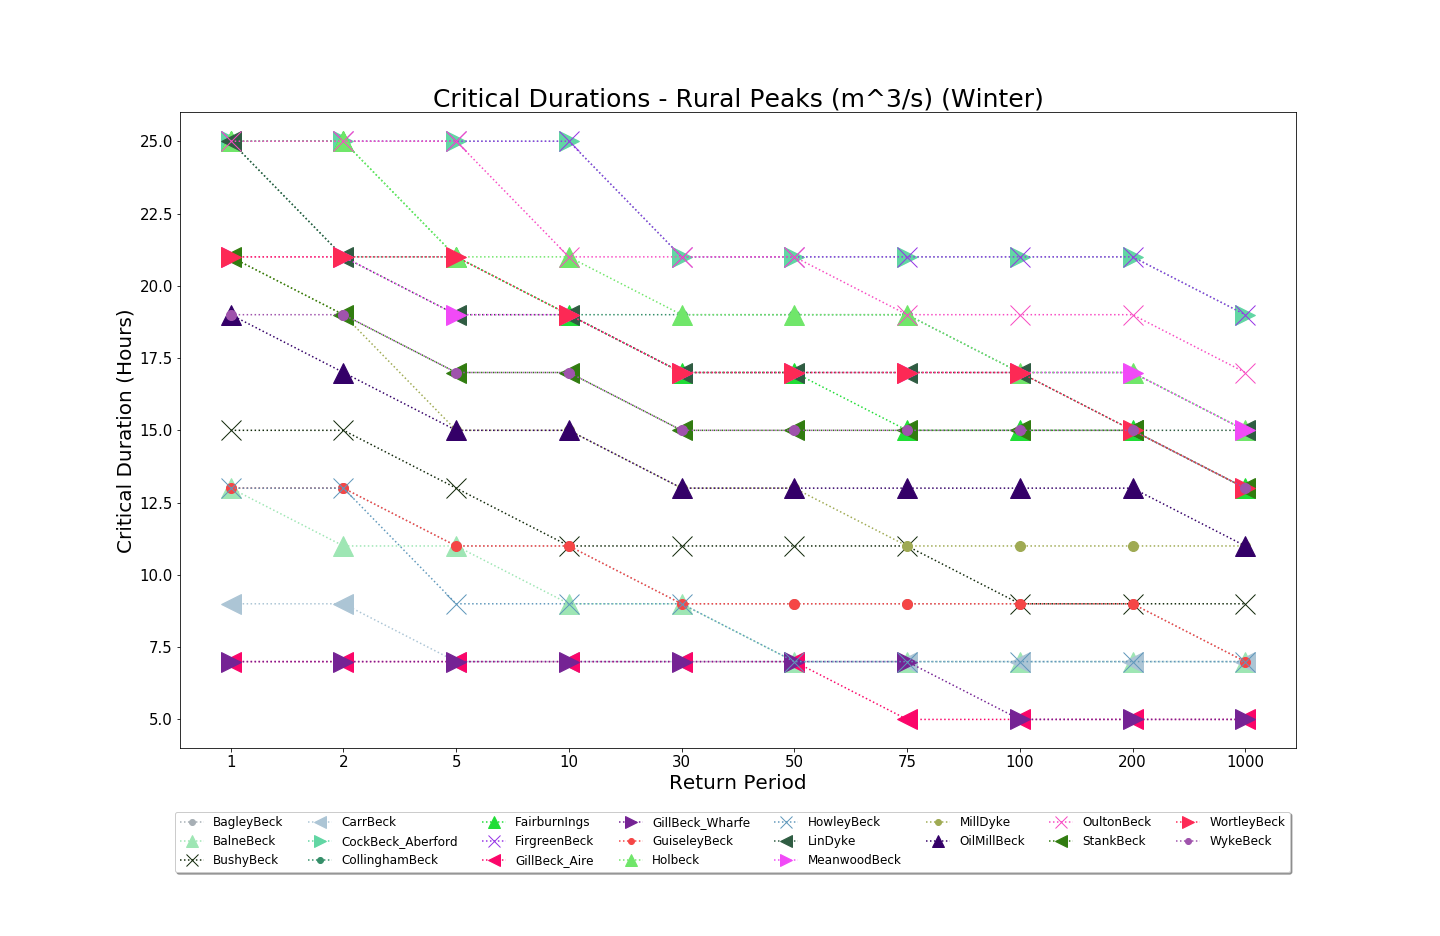 Critical Durations - Rural Peaks (m^3/s) (Winter)
Critical Duration (Hours)
25.0
22.5
20.0
17.5
15.0
12.5
10.0
7.5
5.0
1 2 5 10 30 50 75 100 200 1000
Return Period
BagleyBeck CarrBeck FairburnIngs GillBeck_Wharfe HowleyBeck MillDyke OultonBeck WortleyBeck
BalneBeck CockBeck_Aberford FirgreenBeck GuiseleyBeck LinDyke OilMillBeck StankBeck WykeBeck
BushyBeck CollinghamBeck GillBeck_Aire Holbeck MeanwoodBeck